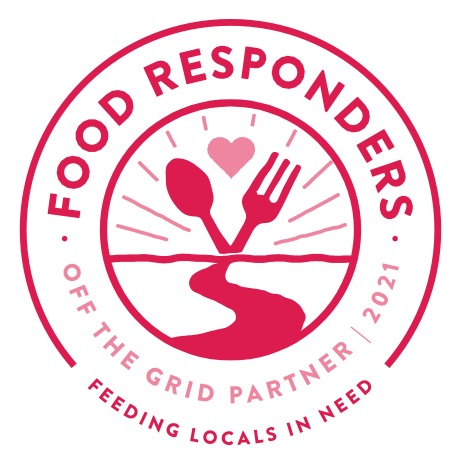 FOOD RESPONDERS
OFF THE GRID PARTNER | 2021
FEEDING LOCALS IN NEED